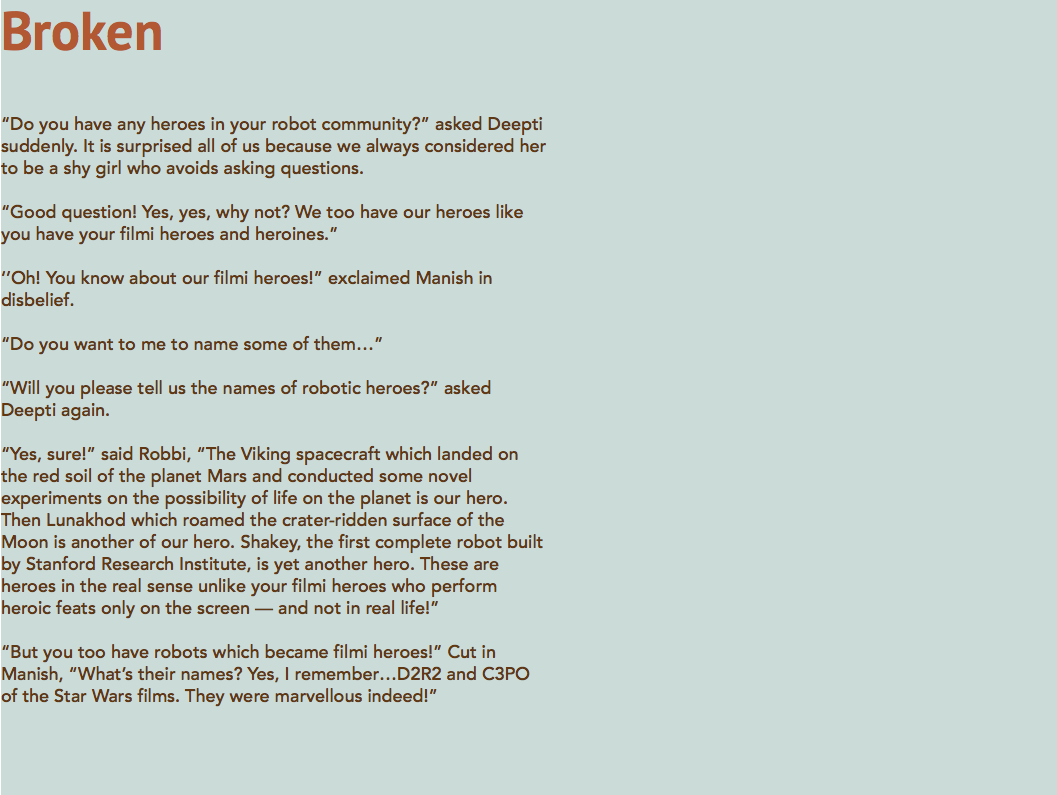 Broken
“Do you have any heroes in your robot community?” asked Deepti
suddenly. It is surprised all of us because we always considered her
to be a shy girl who avoids asking questions.
“Good question! Yes, yes, why not? We too have our heroes like
you have your filmi heroes and heroines.”
‘’Oh! You know about our filmi heroes!” exclaimed Manish in
disbelief.
“Do you want to me to name some of them…”
“Will you please tell us the names of robotic heroes?” asked
Deepti again.
“Yes, sure!” said Robbi, “The Viking spacecraft which landed on
the red soil of the planet Mars and conducted some novel
experiments on the possibility of life on the planet is our hero.
Then Lunakhod which roamed the crater-ridden surface of the
Moon is another of our hero. Shakey, the first complete robot built
by Stanford Research Institute, is yet another hero. These are
heroes in the real sense unlike your filmi heroes who perform
heroic feats only on the screen — and not in real life!”
“But you too have robots which became filmi heroes!” Cut in
Manish, “What’s their names? Yes, I remember…D2R2 and C3PO
of the Star Wars films. They were marvellous indeed!”